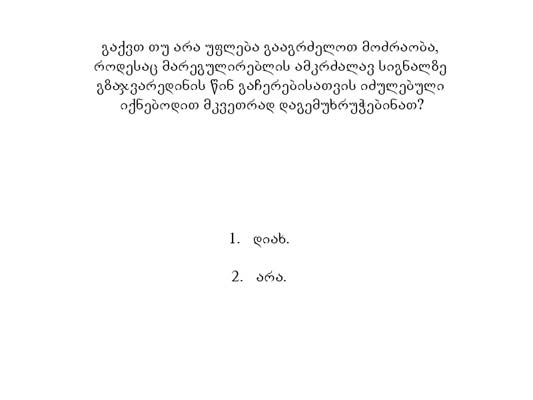 გაქვთ თუ არა უფლება გააგრძელოთ მოძრაობა,
როდესაც მარეგულირებლის ამკრძალავ სიგნალზე
გზაჯვარედინის წინ გაჩერებისათვის იძულებული
იქნებოდით მკვეთრად დაგემუხრუჭებინათ?
1. დიახ.
2. არა.